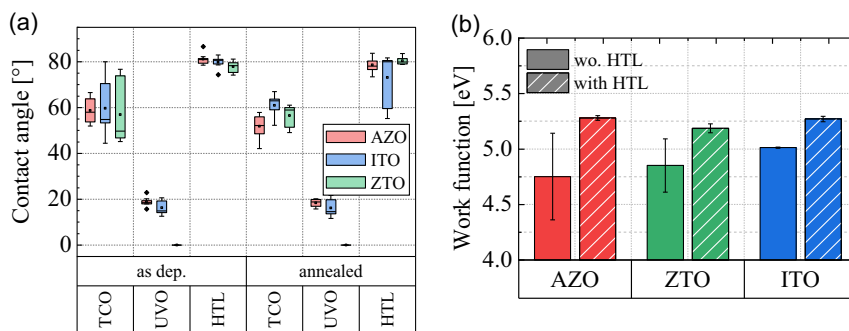 (a)
Contact angle [°]
80
60
40
20
0
AZO
ITO
ZTO
as dep.
annealed
TCO
UVO
HTL
TCO
UVO
HTL
(b)
Work function [eV]
6.0
5.5
5.25
5.0
4.75
4.0
wo. HTL
with HTL
AZO
ZTO
ITO